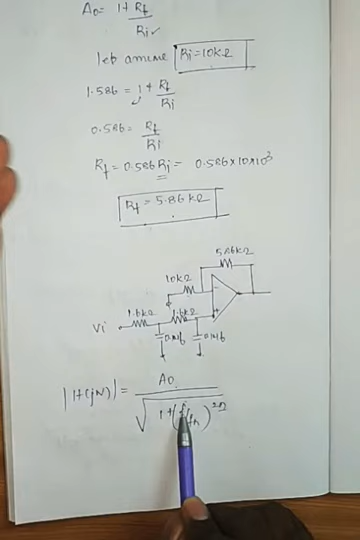 A0 = 1 + Rf/Ri
let assume Ri = 10kΩ
1.586 = 1 + Rf/Ri
0.586 = Rf/Ri
Rf = 0.586 Ri = 0.586×10×10³
Rf = 5.86 kΩ
5.86kΩ
10kΩ
Vi 1.6kΩ 1.6kΩ
0.1μf 0.1μf
|H(jω)| = A0 / √(1+(f/fh)^2n)